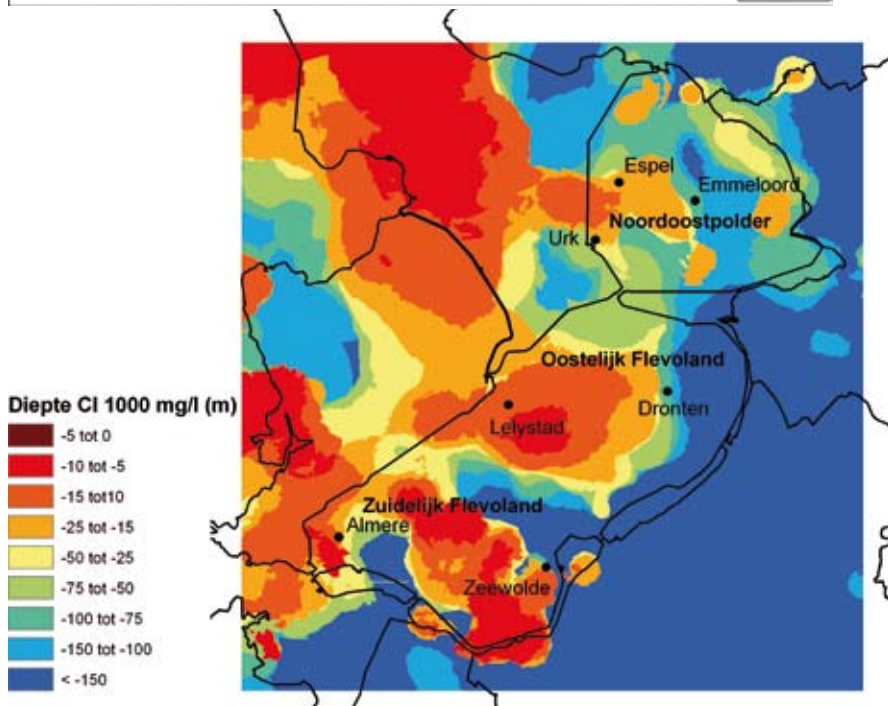 Espel
Emmeloord
Noordoostpolder
Urk
Oostelijk Flevoland
Dronten
Lelystad
Zuidelijk Flevoland
Almere
Zeewolde
Diepte Cl 1000 mg/l (m)
-5 tot 0
-10 tot -5
-15 tot10
-25 tot -15
-50 tot -25
-75 tot -50
-100 tot -75
-150 tot -100
< -150